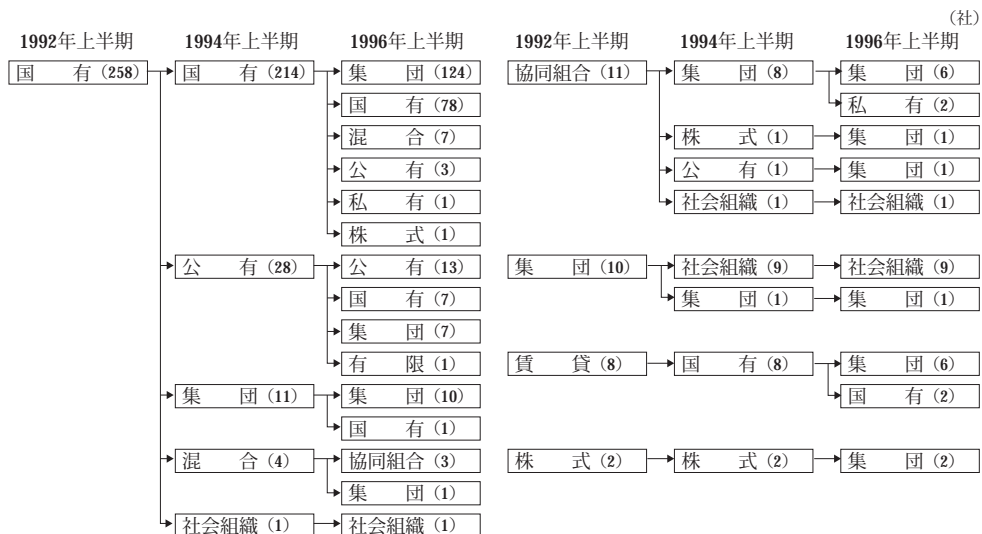 （社）
1992年上半期 1994年上半期 1996年上半期
国 有（258） 国 有（214） 集 団（124）
国 有（78）
混 合（7）
公 有（3）
私 有（1）
株 式（1）
公 有（28） 公 有（13）
国 有（7）
集 団（7）
有 限（1）
集 団（11） 集 団（10）
国 有（1）
混 合（4） 協同組合（3）
集 団（1）
社会組織（1） 社会組織（1）
1992年上半期 1994年上半期 1996年上半期
協同組合（11） 集 団（8） 集 団（6）
私 有（2）
株 式（1） 集 団（1）
公 有（1） 集 団（1）
社会組織（1） 社会組織（1）
集 団（10） 社会組織（9） 社会組織（9）
集 団（1） 集 団（1）
賃 貸（8） 国 有（8） 集 団（6）
国 有（2）
株 式（2） 株 式（2） 集 団（2）